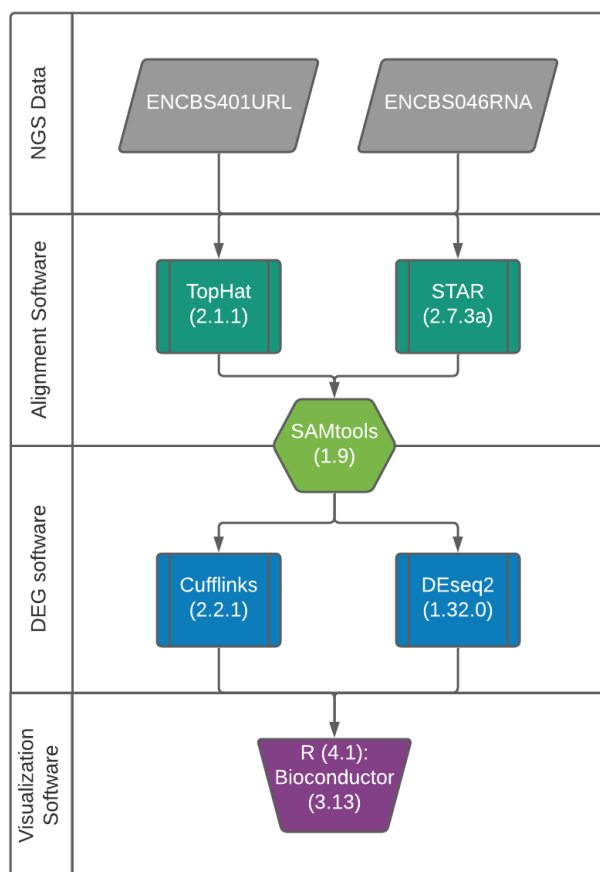 NGS Data
ENCBS401URL
ENCBS046RNA
Alignment Software
TopHat
(2.1.1)
STAR
(2.7.3a)
SAMtools
(1.9)
DEG software
Cufflinks
(2.2.1)
DEseq2
(1.32.0)
Visualization
Software
R (4.1):
Bioconductor
(3.13)